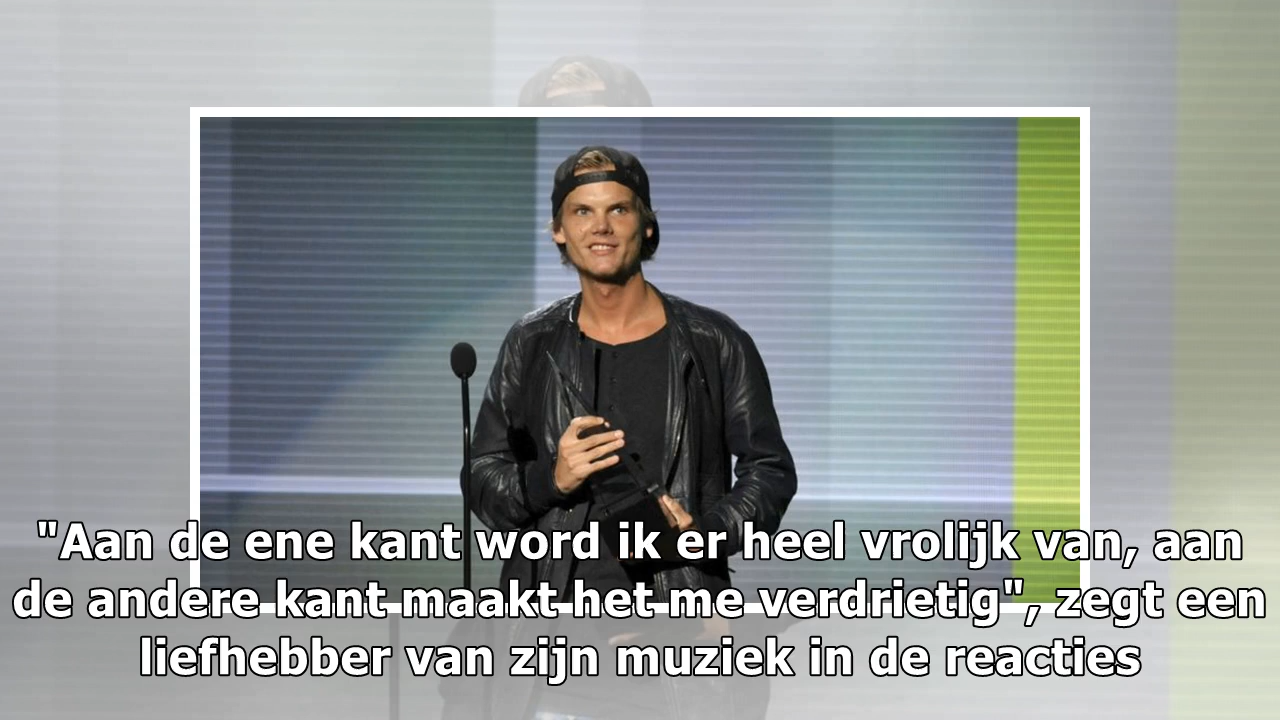 "Aan de ene kant word ik er heel vrolijk van, aan
de andere kant maakt het me verdrietig", zegt een
liefhebber van zijn muziek in de reacties